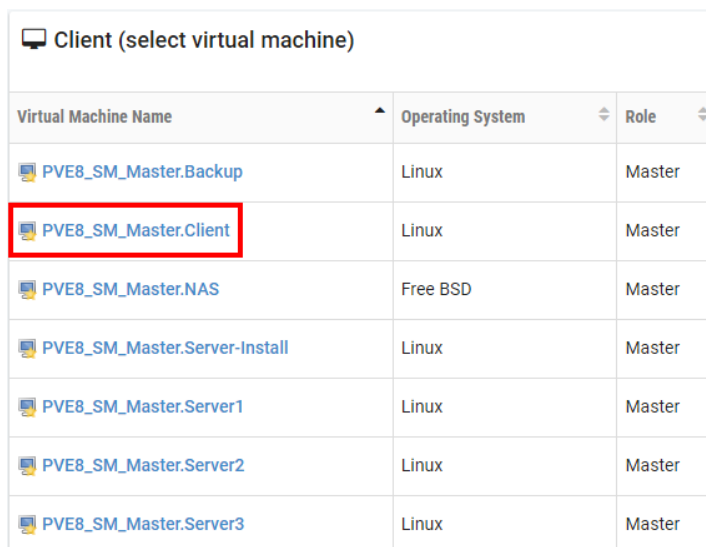 Client (select virtual machine)
Virtual Machine Name Operating System Role
PVE8_SM_Master.Backup Linux Master
PVE8_SM_Master.Client Linux Master
PVE8_SM_Master.NAS Free BSD Master
PVE8_SM_Master.Server-Install Linux Master
PVE8_SM_Master.Server1 Linux Master
PVE8_SM_Master.Server2 Linux Master
PVE8_SM_Master.Server3 Linux Master